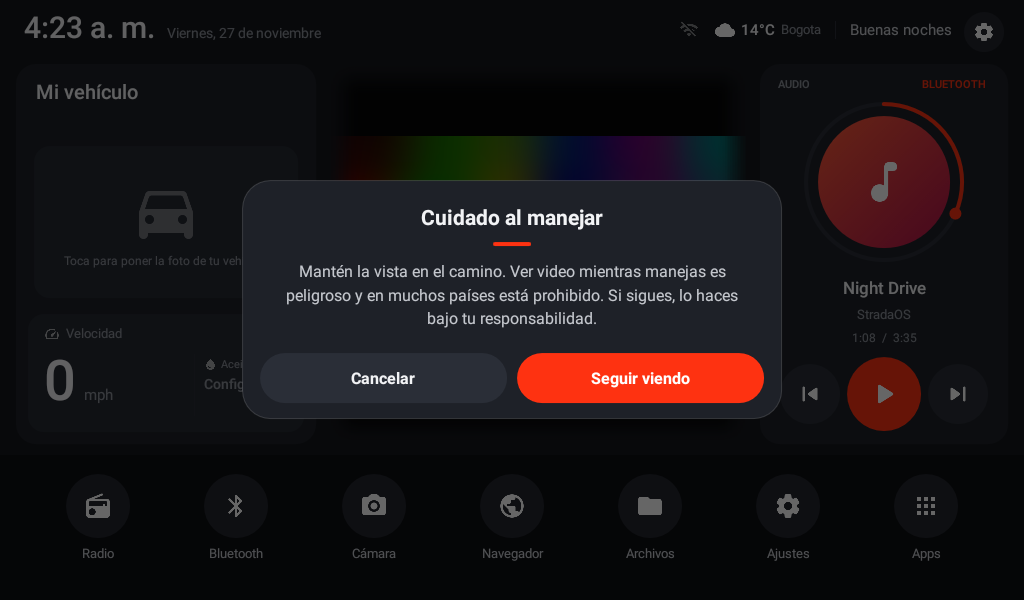 4:23 a. m.
Viernes, 27 de noviembre
14°C Bogota
Buenas noches
Mi vehículo
Toca para poner la foto de tu
Velocidad
0 mph
AUDIO
BLUETOOTH
Night Drive
StradaOS
1:08 / 3:35
Cuidado al manejar
Mantén la vista en el camino. Ver video mientras manejas es
peligroso y en muchos países está prohibido. Si sigues, lo haces
bajo tu responsabilidad.
Cancelar
Seguir viendo
Radio
Bluetooth
Cámara
Navegador
Archivos
Ajustes
Apps